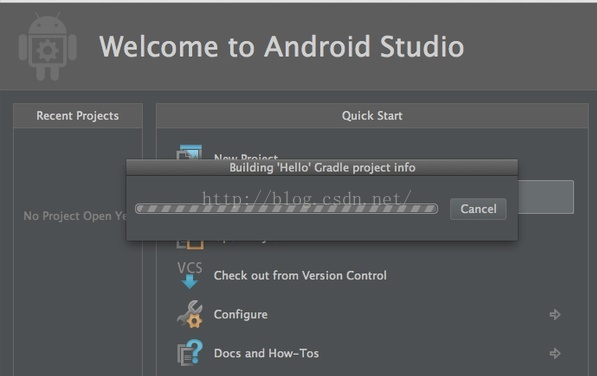 Welcome to Android Studio
Recent Projects
Quick Start
New Project
Building 'Hello' Gradle project info
http://blog.csdn.net/
Cancel
No Project Open Ye
Check out from Version Control
Configure
Docs and How-Tos